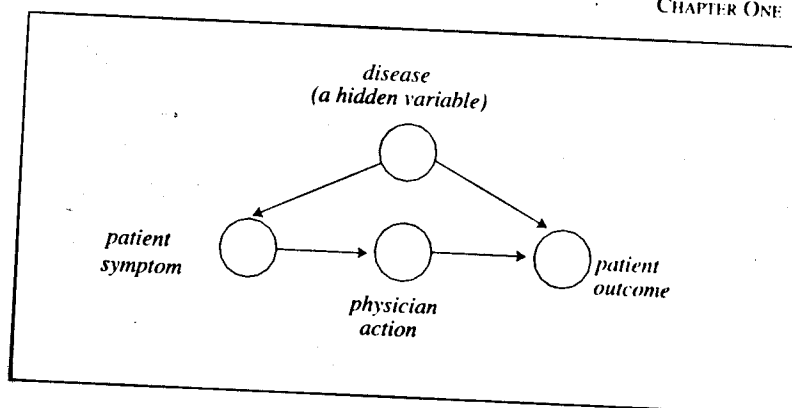 CHAPTER ONE
disease
(a hidden variable)
patient
symptom
physician
action
patient
outcome